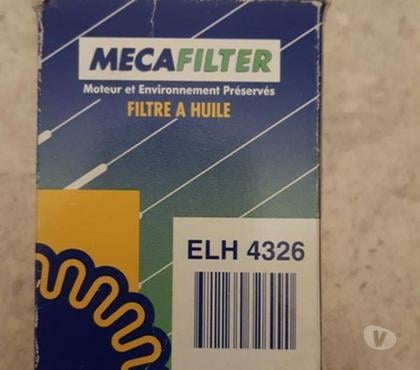 MECAFILTER
Moteur et Environnement Préservés
FILTRE A HUILE
ELH 4326
V